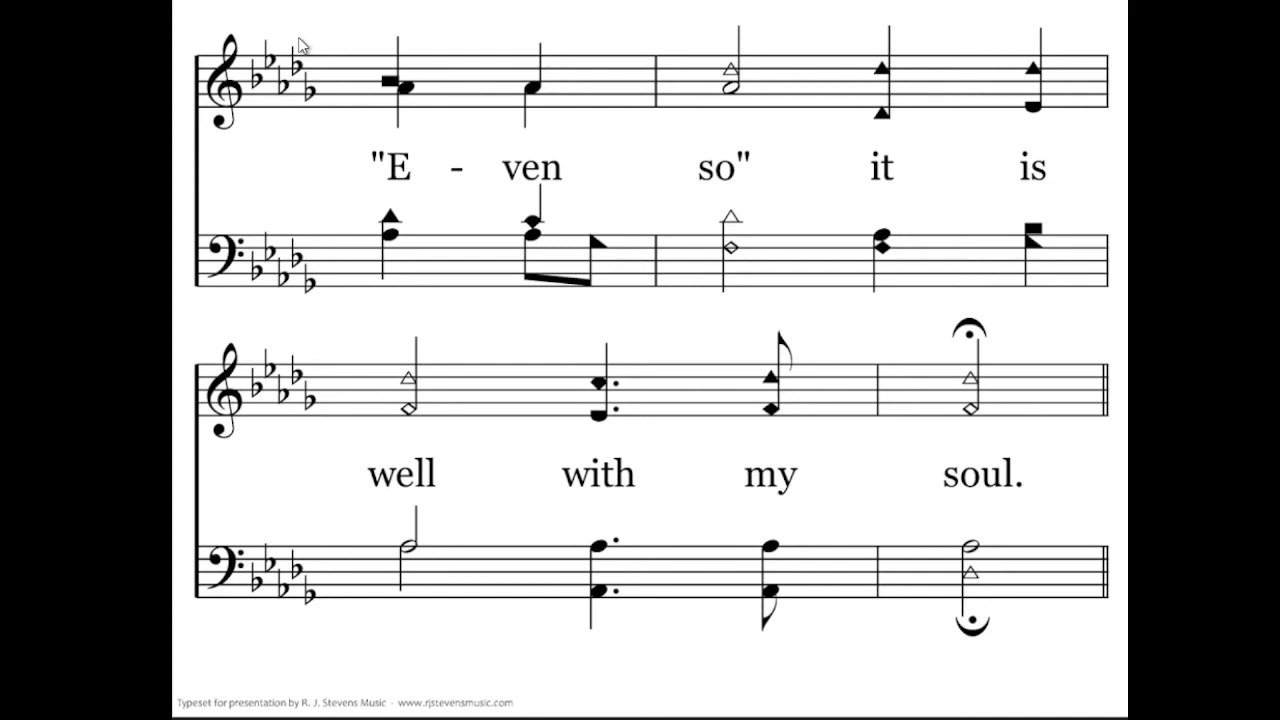 "E - ven so" it is
well with my soul.
Typeset for presentation by R. J. Stevens Music - www.rjstevensmusic.com